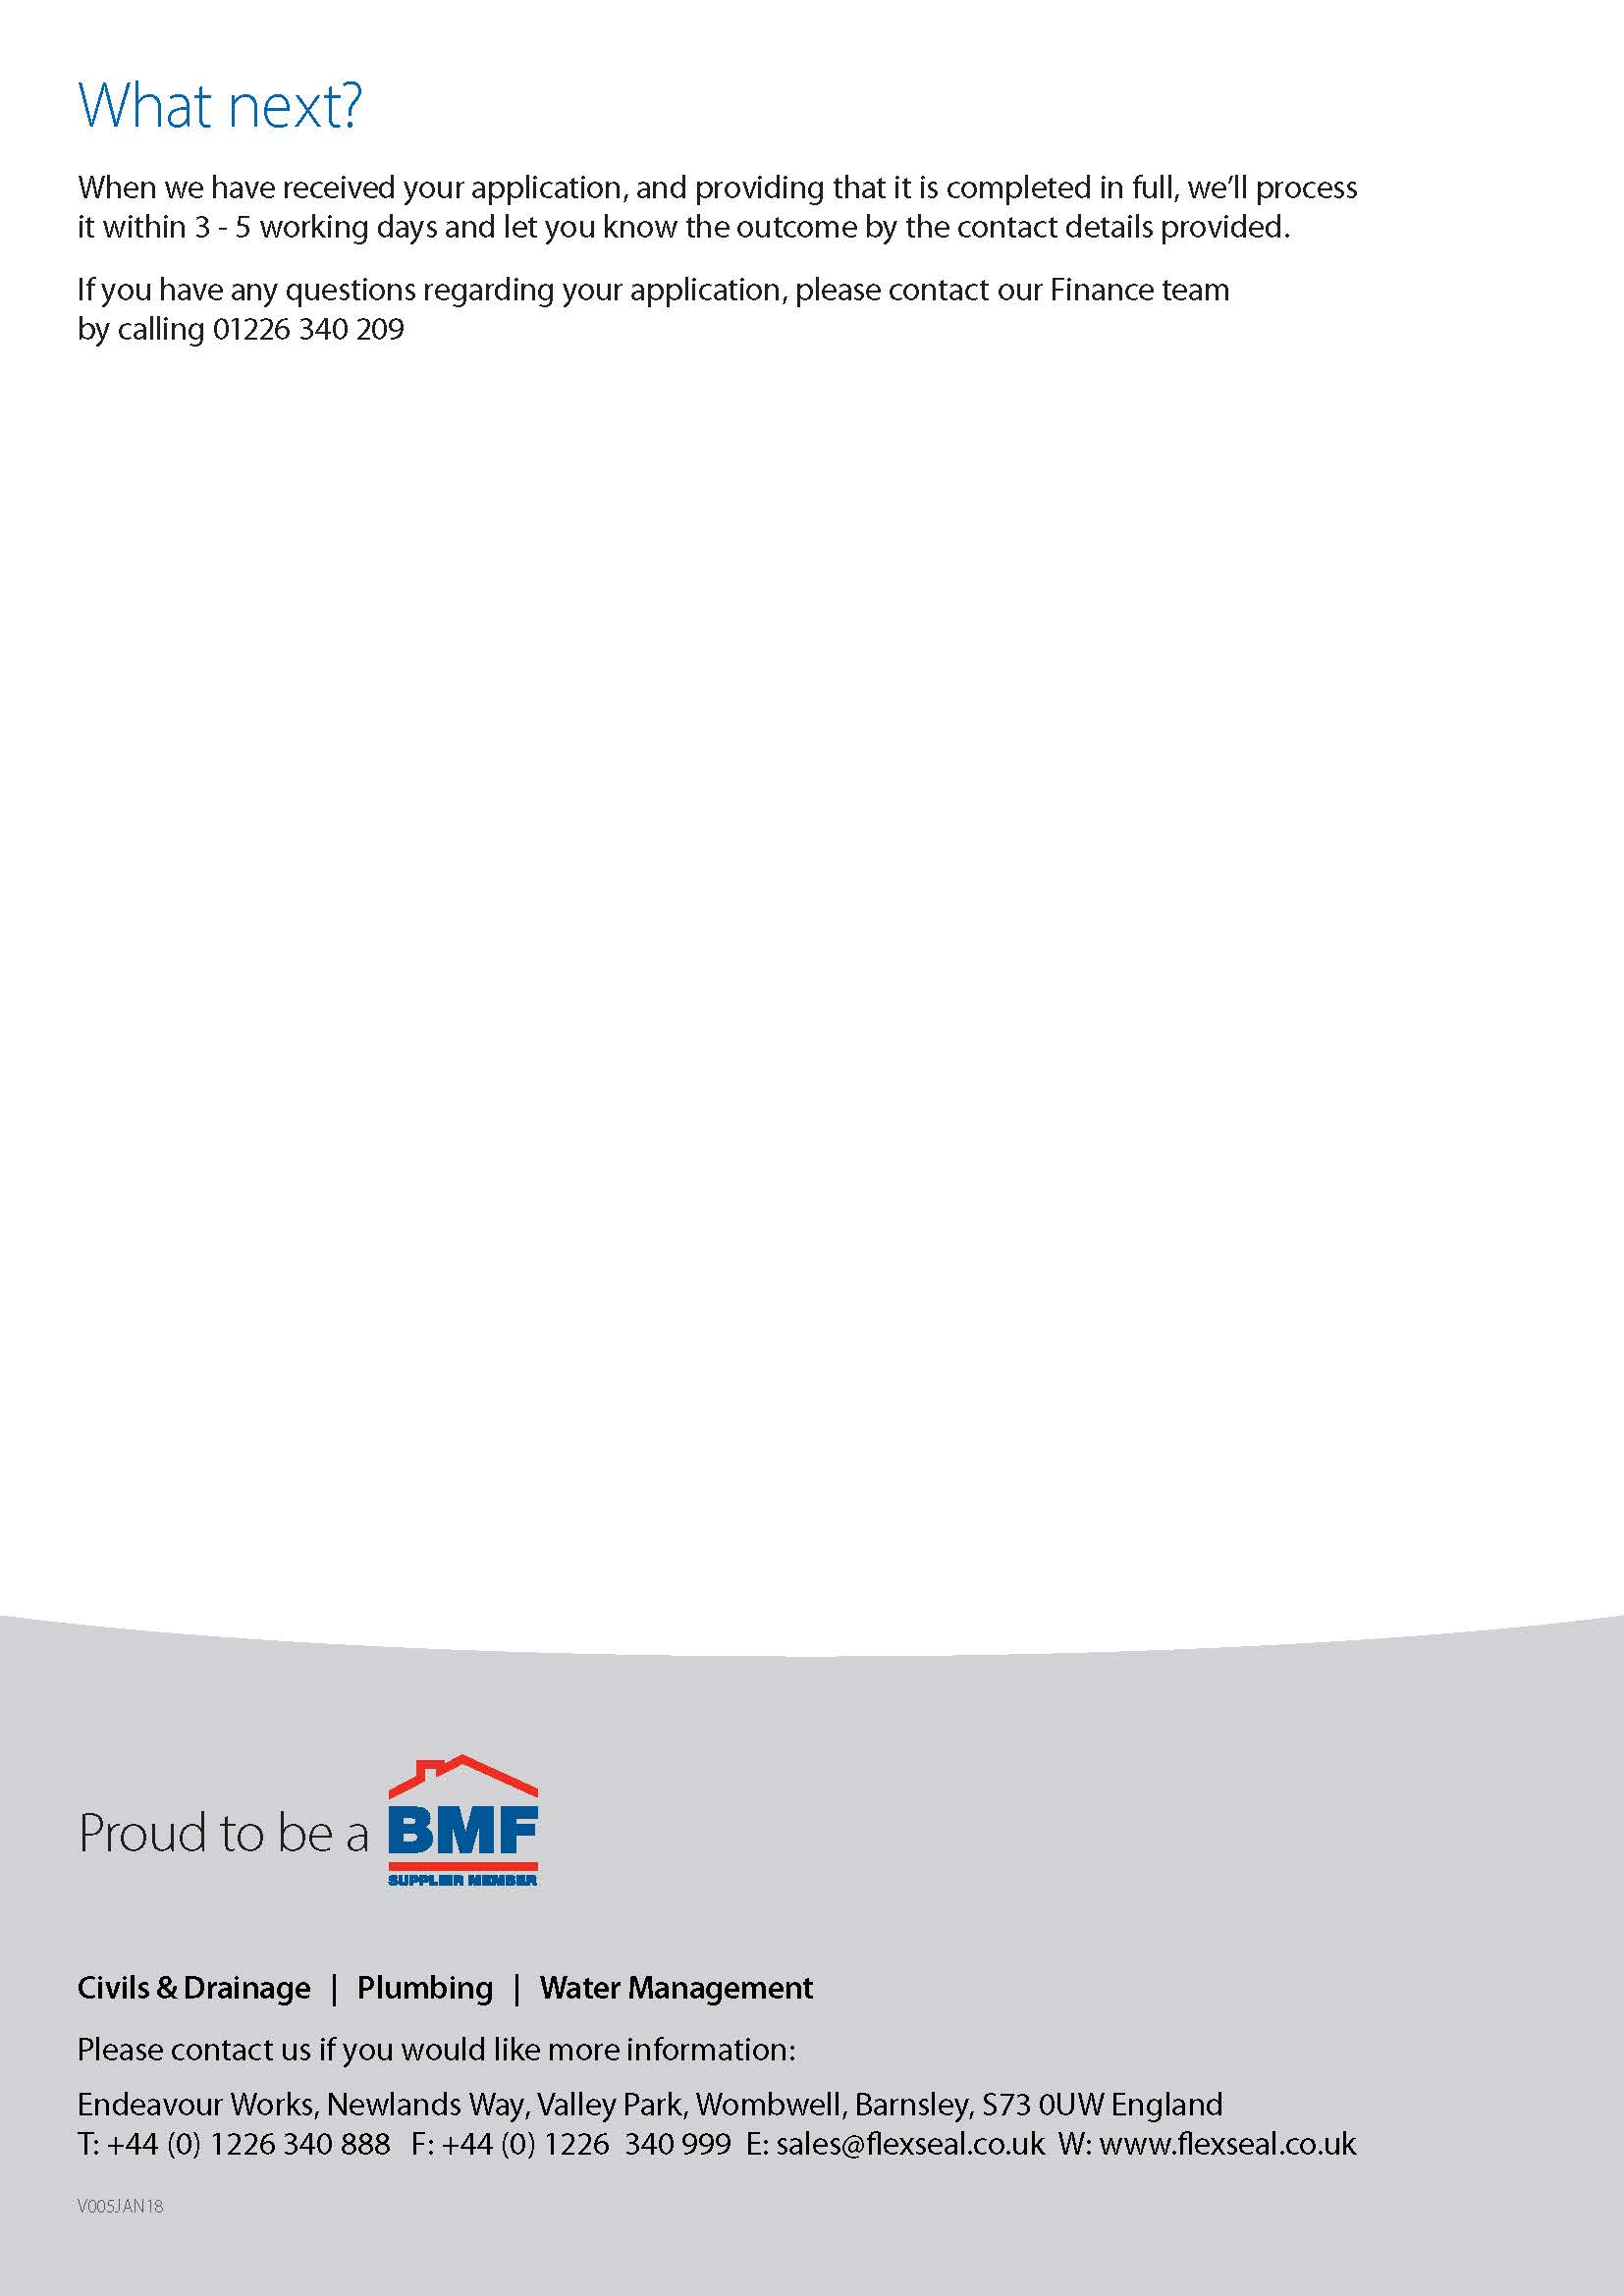 What next?
When we have received your application, and providing that it is completed in full, we’ll process
it within 3 - 5 working days and let you know the outcome by the contact details provided.
If you have any questions regarding your application, please contact our Finance team
by calling 01226 340 209
Proud to be a BMF
SUPPLIER MEMBER
Civils & Drainage | Plumbing | Water Management
Please contact us if you would like more information:
Endeavour Works, Newlands Way, Valley Park, Wombwell, Barnsley, S73 0UW England
T: +44 (0) 1226 340 888 F: +44 (0) 1226 340 999 E: sales@flexseal.co.uk W: www.flexseal.co.uk
V005JAN18